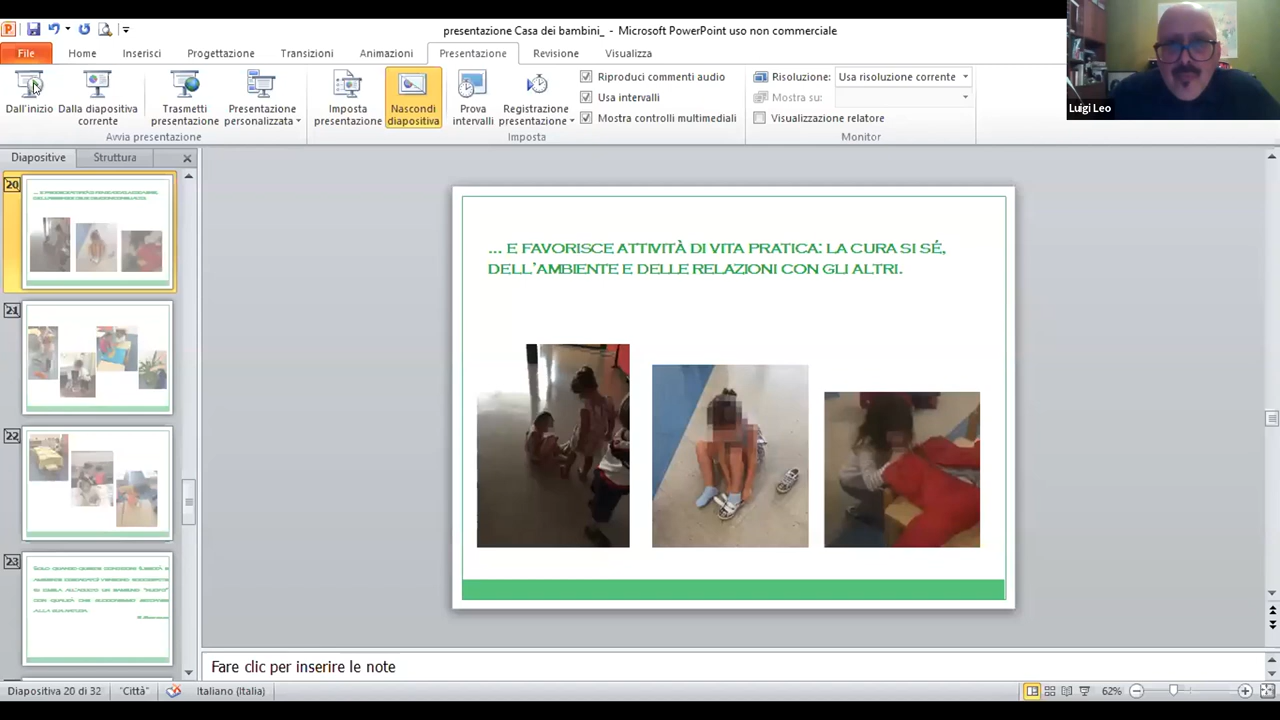 presentazione Casa dei bambini_ - Microsoft PowerPoint uso non commerciale
File Home Inserisci Progettazione Transizioni Animazioni Presentazione Revisione Visualizza
Dall'inizio
Dalla diapositiva corrente
Trasmetti presentazione
Presentazione personalizzata
Avvia presentazione
Imposta presentazione
Nascondi diapositiva
Prova intervalli
Registrazione presentazione
Riproduci commenti audio
Usa intervalli
Mostra controlli multimediali
Imposta
Risoluzione: Usa risoluzione corrente
Mostra su:
Visualizzazione relatore
Monitor
Luigi Leo
Diapositive Struttura
20
21
22
23
... E FAVORISCE ATTIVITÀ DI VITA PRATICA: LA CURA SI SÉ,
DELL'AMBIENTE E DELLE RELAZIONI CON GLI ALTRI.
Fare clic per inserire le note
Diapositiva 20 di 32 "Città" Italiano (Italia) 62%